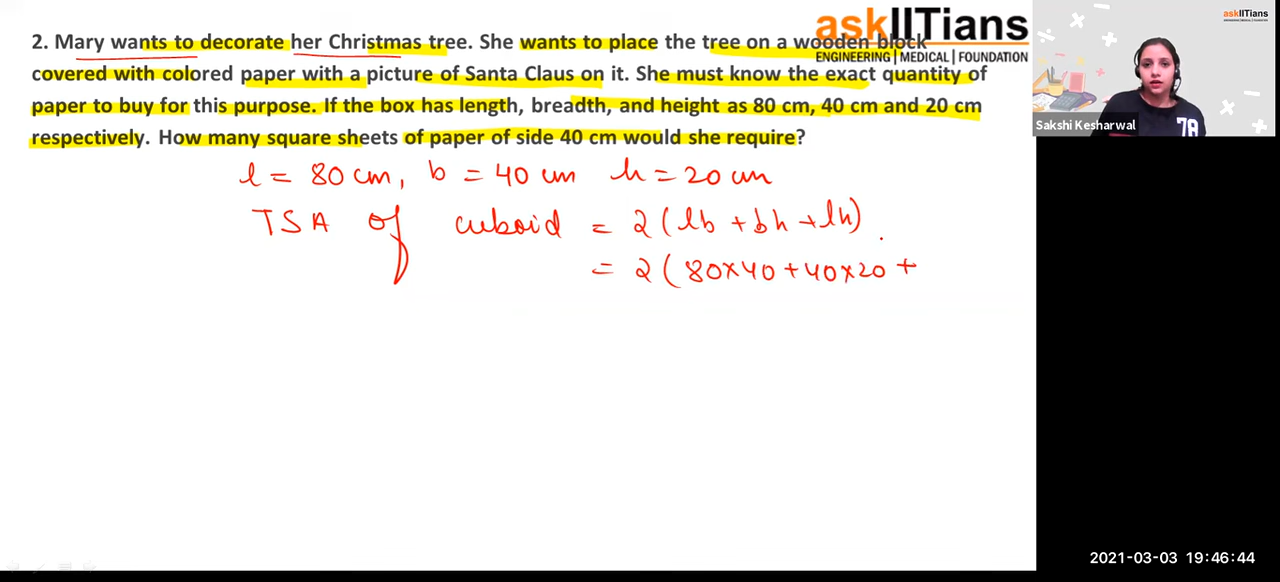 askIITians
ENGINEERING | MEDICAL | FOUNDATION
2. Mary wants to decorate her Christmas tree. She wants to place the tree on a wooden block
covered with colored paper with a picture of Santa Claus on it. She must know the exact quantity of
paper to buy for this purpose. If the box has length, breadth, and height as 80 cm, 40 cm and 20 cm
respectively. How many square sheets of paper of side 40 cm would she require?
l = 80 cm, b = 40 cm h = 20 cm
TSA of cuboid = 2(lb + bh + lh).
= 2(80×40 + 40×20 +
askIITians
Sakshi Kesharwal
78
2021-03-03 19:46:44